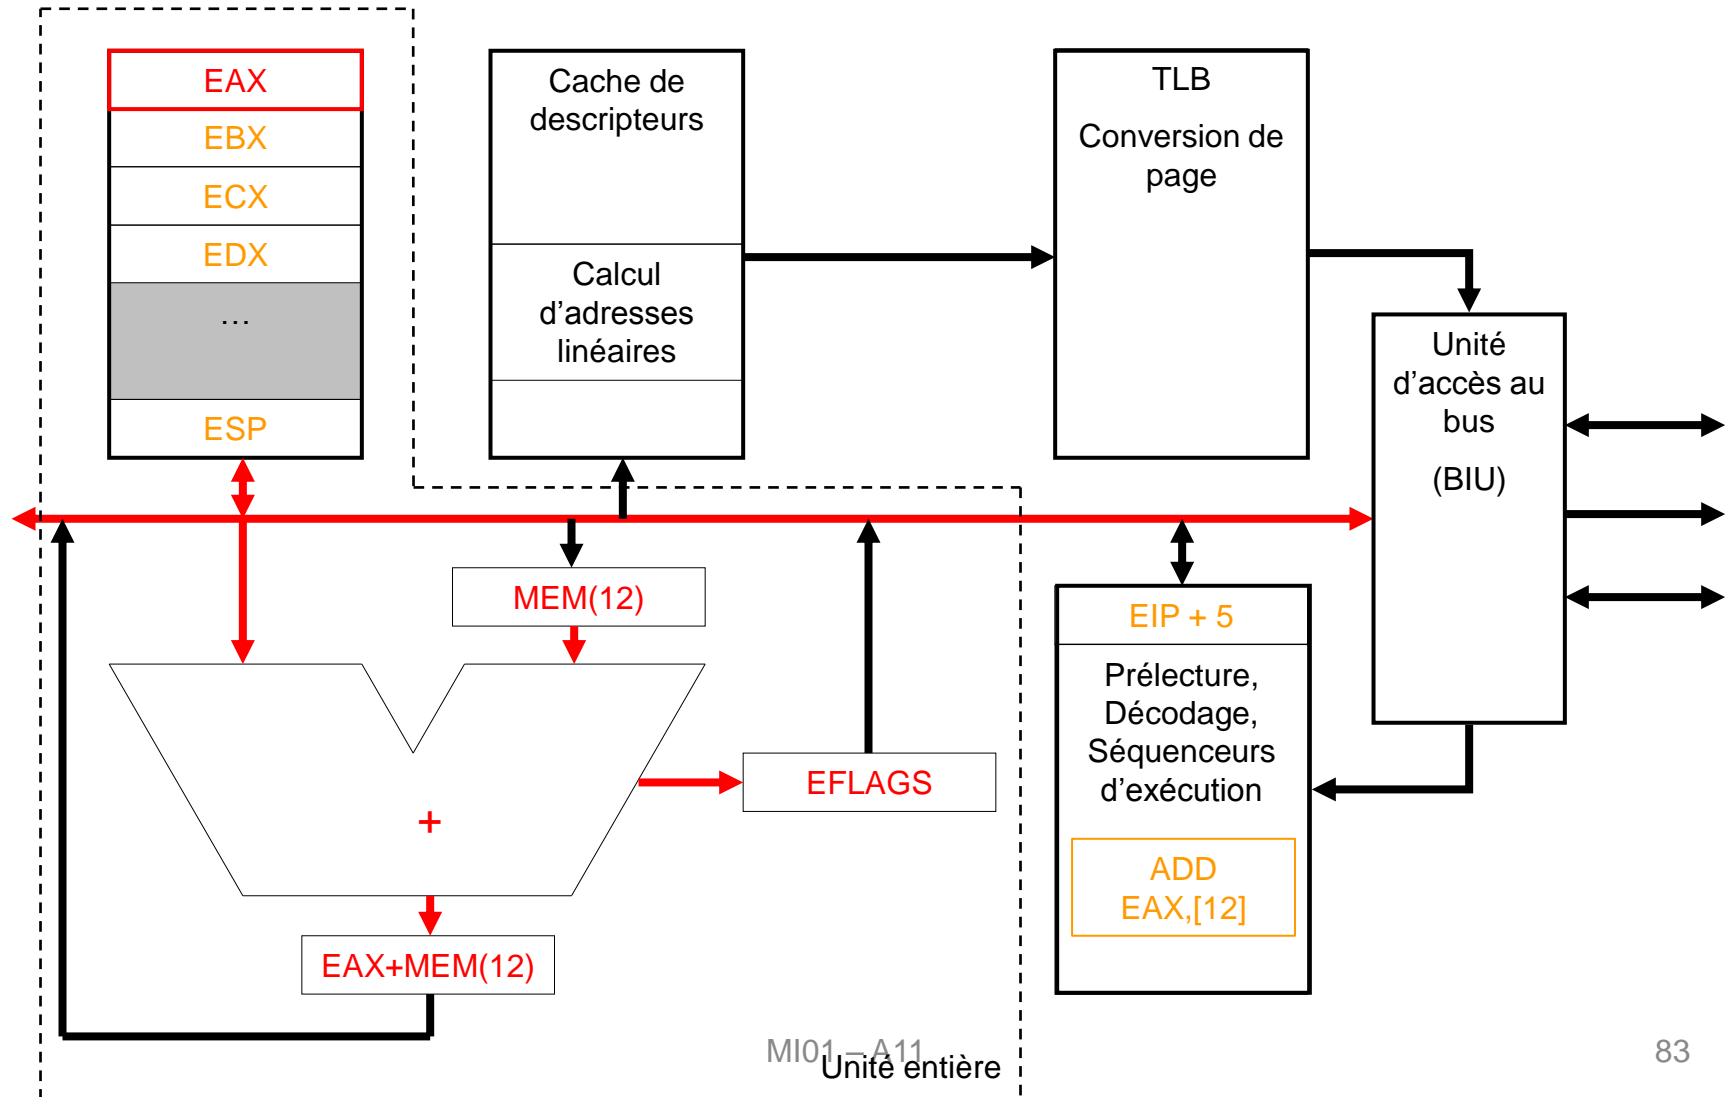 EAX
EBX
ECX
EDX
...
ESP
Cache de
descripteurs
Calcul
d’adresses
linéaires
TLB
Conversion de
page
Unité
d’accès au
bus
(BIU)
MEM(12)
EIP + 5
Prélecture,
Décodage,
Séquenceurs
d’exécution
ADD
EAX,[12]
+
EFLAGS
EAX+MEM(12)
MI01 – A11
Unité entière
83